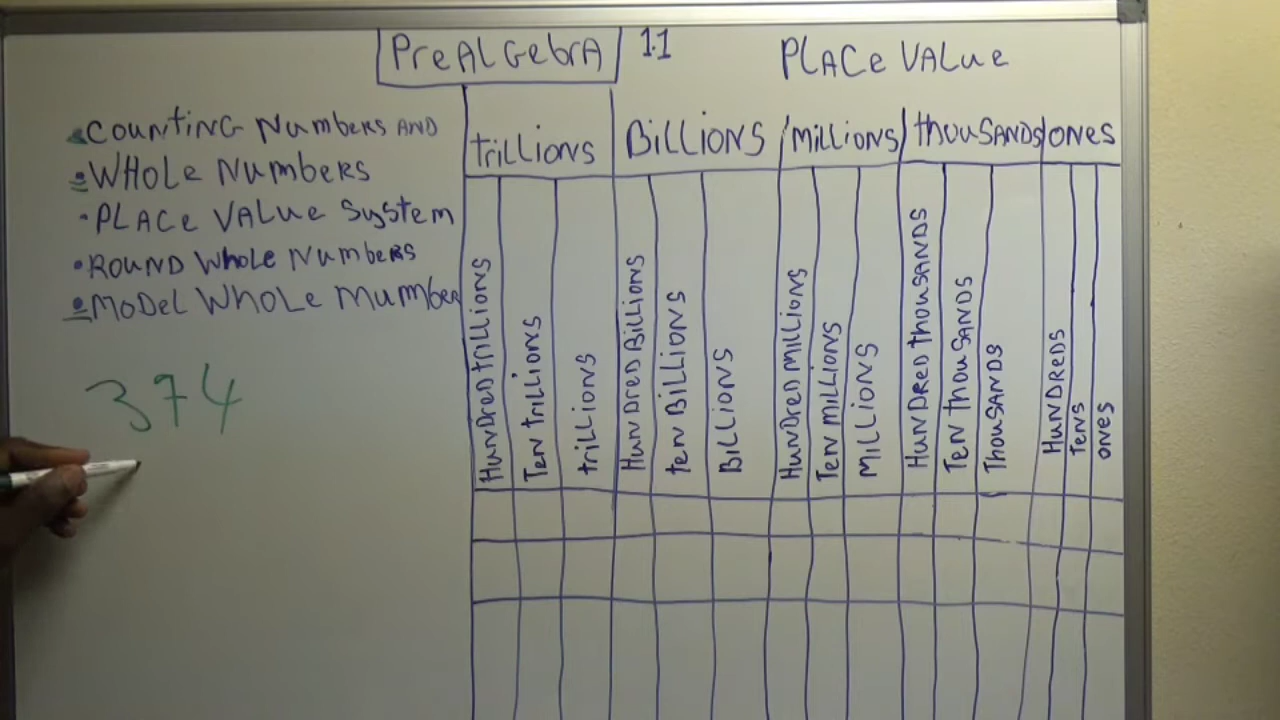 PreALGebrA 1.1 PLACe VALue
COUNTiNG NumbeRS AND
WHOLe NumbeRS
PLACe VALue System
ROUND Whole NumbeRS
MoDeL WHOLe Mumber
374
trillioNS BillioNS millioNS thouSANDS ONeS
HunDreD trillioNS
Ten trillioNS
trillioNS
HunDreD BillioNS
ten BillioNS
BillioNS
HunDreD millioNS
Ten millioNS
MillioNS
HunDreD thouSANDS
Ten thouSANDS
ThouSANDS
HunDReDS
tenS
oneS